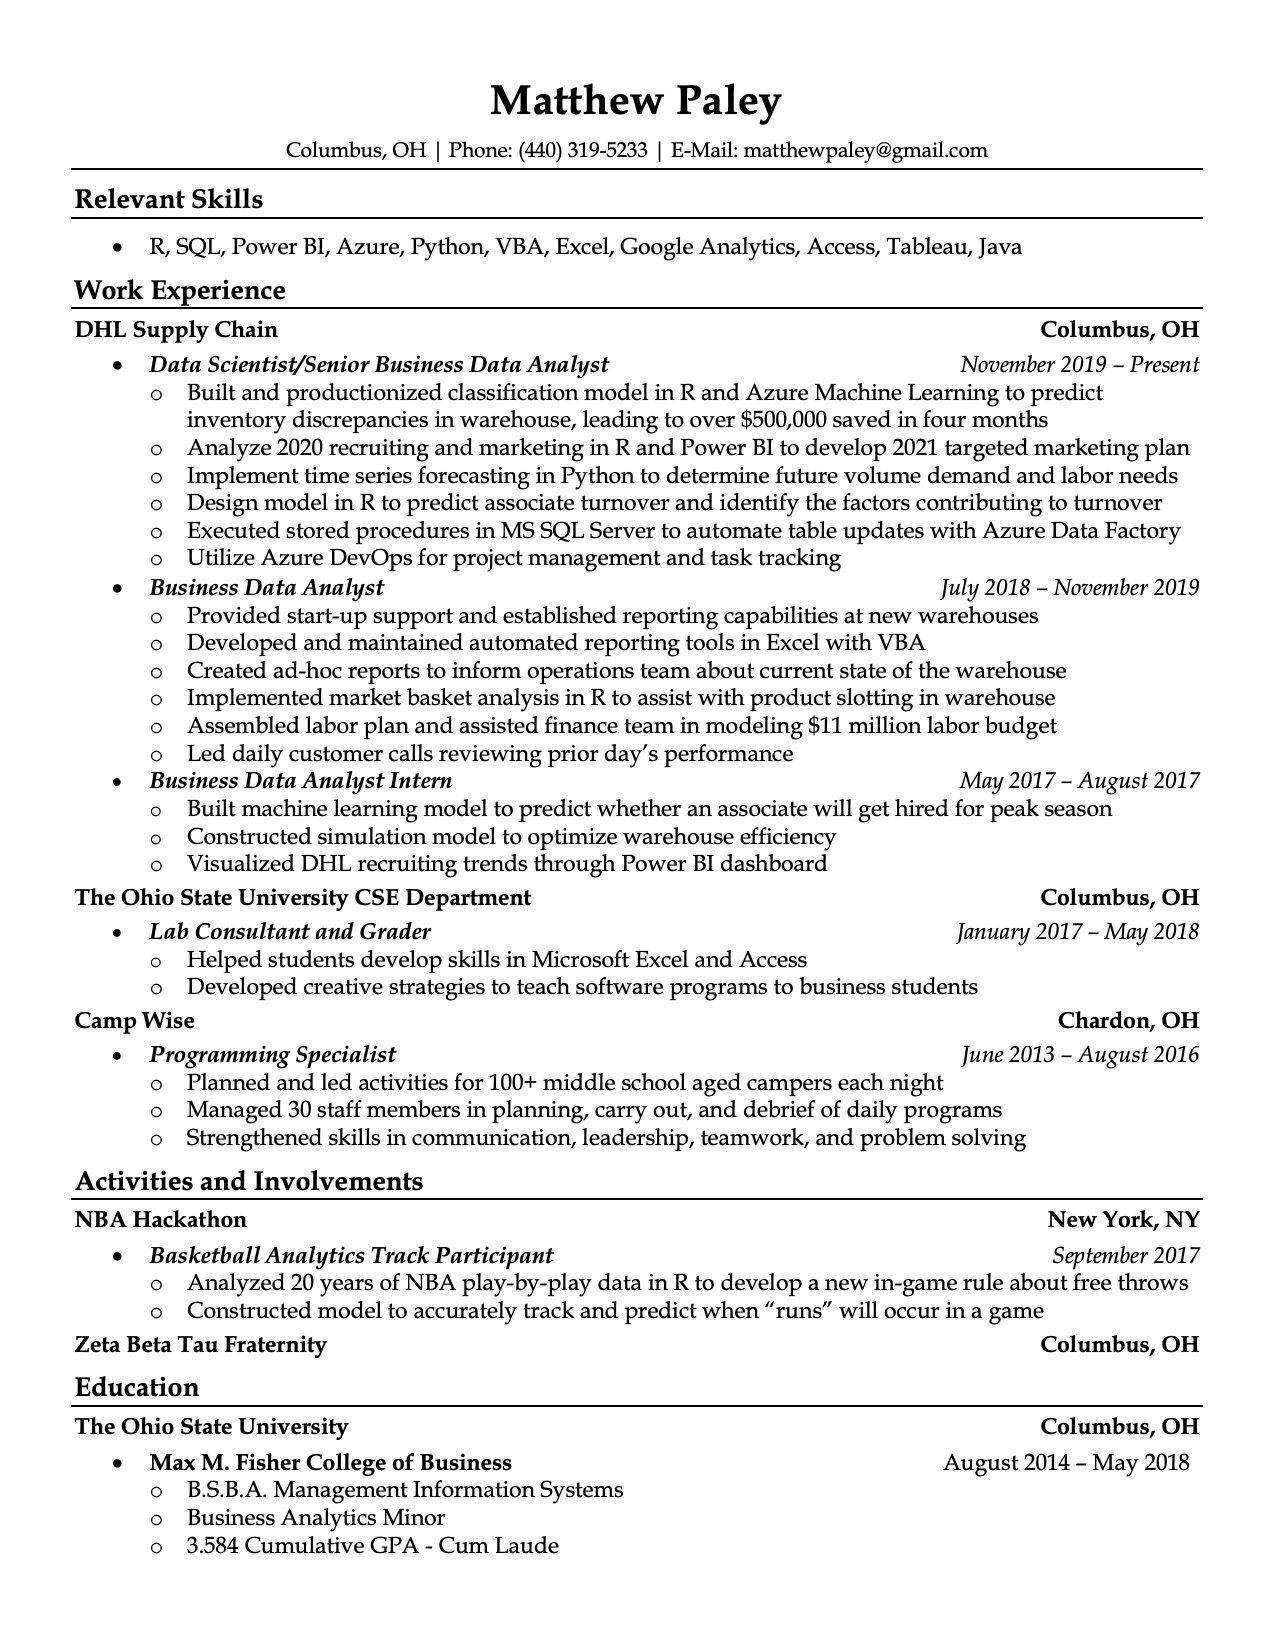 Matthew Paley
Columbus, OH | Phone: (440) 319-5233 | E-Mail: matthewpaley@gmail.com
Relevant Skills
• R, SQL, Power BI, Azure, Python, VBA, Excel, Google Analytics, Access, Tableau, Java
Work Experience
DHL Supply Chain Columbus, OH
• Data Scientist/Senior Business Data Analyst November 2019 – Present
o Built and productionized classification model in R and Azure Machine Learning to predict
inventory discrepancies in warehouse, leading to over $500,000 saved in four months
o Analyze 2020 recruiting and marketing in R and Power BI to develop 2021 targeted marketing plan
o Implement time series forecasting in Python to determine future volume demand and labor needs
o Design model in R to predict associate turnover and identify the factors contributing to turnover
o Executed stored procedures in MS SQL Server to automate table updates with Azure Data Factory
o Utilize Azure DevOps for project management and task tracking
• Business Data Analyst July 2018 – November 2019
o Provided start-up support and established reporting capabilities at new warehouses
o Developed and maintained automated reporting tools in Excel with VBA
o Created ad-hoc reports to inform operations team about current state of the warehouse
o Implemented market basket analysis in R to assist with product slotting in warehouse
o Assembled labor plan and assisted finance team in modeling $11 million labor budget
o Led daily customer calls reviewing prior day’s performance
• Business Data Analyst Intern May 2017 – August 2017
o Built machine learning model to predict whether an associate will get hired for peak season
o Constructed simulation model to optimize warehouse efficiency
o Visualized DHL recruiting trends through Power BI dashboard
The Ohio State University CSE Department Columbus, OH
• Lab Consultant and Grader January 2017 – May 2018
o Helped students develop skills in Microsoft Excel and Access
o Developed creative strategies to teach software programs to business students
Camp Wise Chardon, OH
• Programming Specialist June 2013 – August 2016
o Planned and led activities for 100+ middle school aged campers each night
o Managed 30 staff members in planning, carry out, and debrief of daily programs
o Strengthened skills in communication, leadership, teamwork, and problem solving
Activities and Involvements
NBA Hackathon New York, NY
• Basketball Analytics Track Participant September 2017
o Analyzed 20 years of NBA play-by-play data in R to develop a new in-game rule about free throws
o Constructed model to accurately track and predict when “runs” will occur in a game
Zeta Beta Tau Fraternity Columbus, OH
Education
The Ohio State University Columbus, OH
• Max M. Fisher College of Business August 2014 – May 2018
o B.S.B.A. Management Information Systems
o Business Analytics Minor
o 3.584 Cumulative GPA - Cum Laude